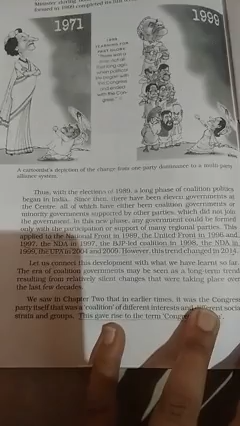 formed in 1989
1971
1999
A cartoonist's depiction of the change from one-party dominance to a multi-party
alliance system.
Thus, with the elections of 1989, a long phase of coalition politics
began in India. Since then, there have been eleven governments at
the Centre, all of which have either been coalition governments or
minority governments supported by other parties, which did not join
the government. In this new phase, any government could be formed
only with the participation or support of many regional parties. This
applied to the National Front in 1989, the United Front in 1996 and
1997, the NDA in 1997, the BJP-led coalition in 1998, the NDA in
1999, the UPA in 2004 and 2009. However, this trend changed in 2014.
Let us connect this development with what we have learnt so far.
The era of coalition governments may be seen as a long-term trend
resulting from relatively silent changes that were taking place over
the last few decades.
We saw in Chapter Two that in earlier times, it was the Congress
party itself that was a 'coalition' of different interests and different social
strata and groups. This gave rise to the term